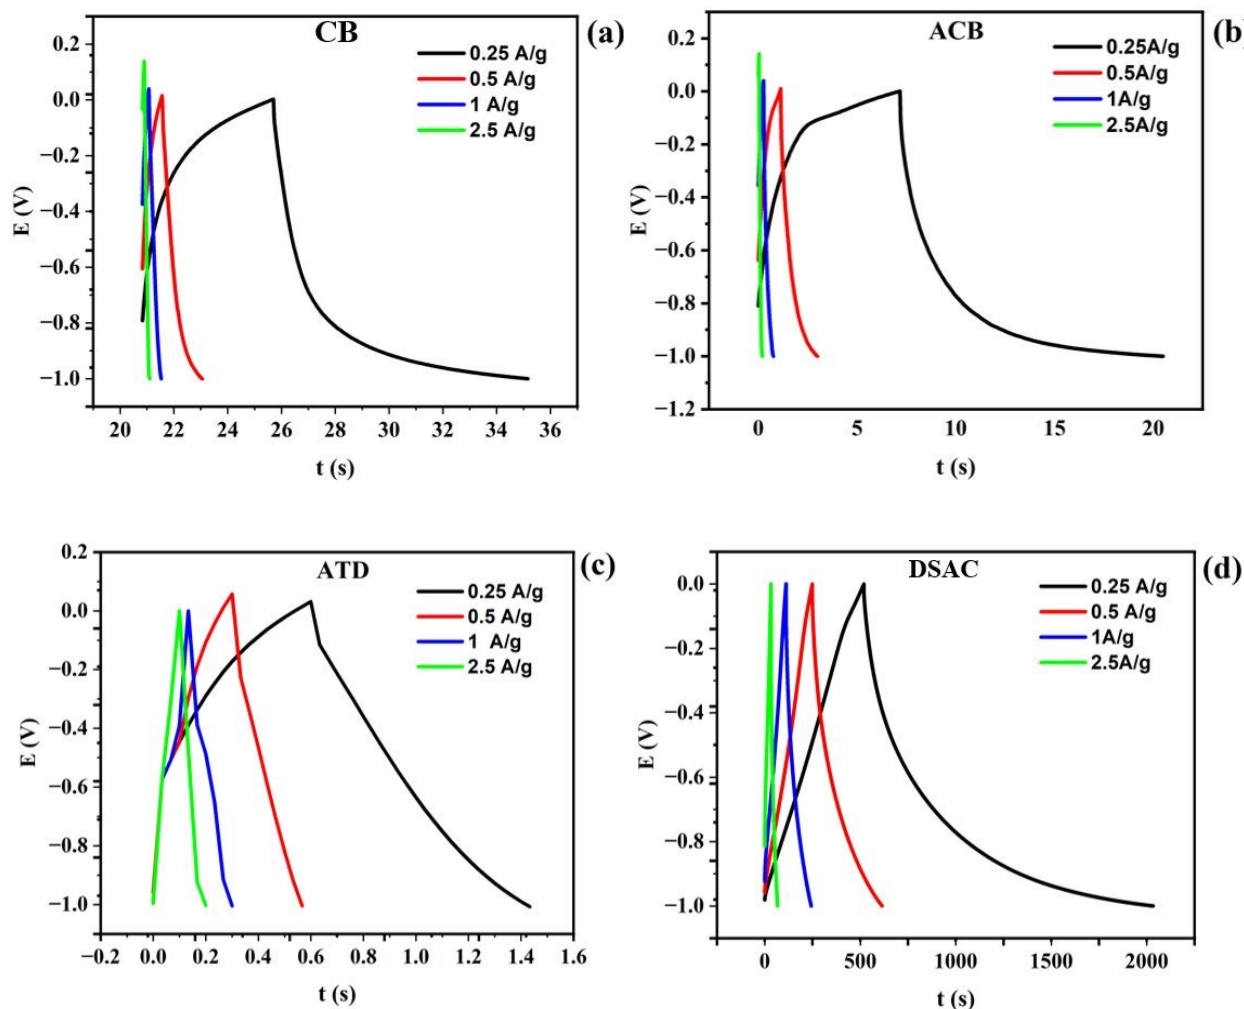 CB
(a)
0.25 A/g
0.5 A/g
1 A/g
2.5 A/g
0.2
0.0
−0.2
−0.4
−0.6
−0.8
−1.0
E (V)
20 22 24 26 28 30 32 34 36
t (s)
ACB
(b)
0.25A/g
0.5A/g
1A/g
2.5A/g
0.2
0.0
−0.2
−0.4
−0.6
−0.8
−1.0
−1.2
E (V)
0 5 10 15 20
t (s)
ATD
(c)
0.25 A/g
0.5 A/g
1 A/g
2.5 A/g
0.2
0.0
−0.2
−0.4
−0.6
−0.8
−1.0
E (V)
−0.2 0.0 0.2 0.4 0.6 0.8 1.0 1.2 1.4 1.6
t (s)
DSAC
(d)
0.25 A/g
0.5 A/g
1A/g
2.5A/g
0.0
−0.2
−0.4
−0.6
−0.8
−1.0
E (V)
0 500 1000 1500 2000
t (s)